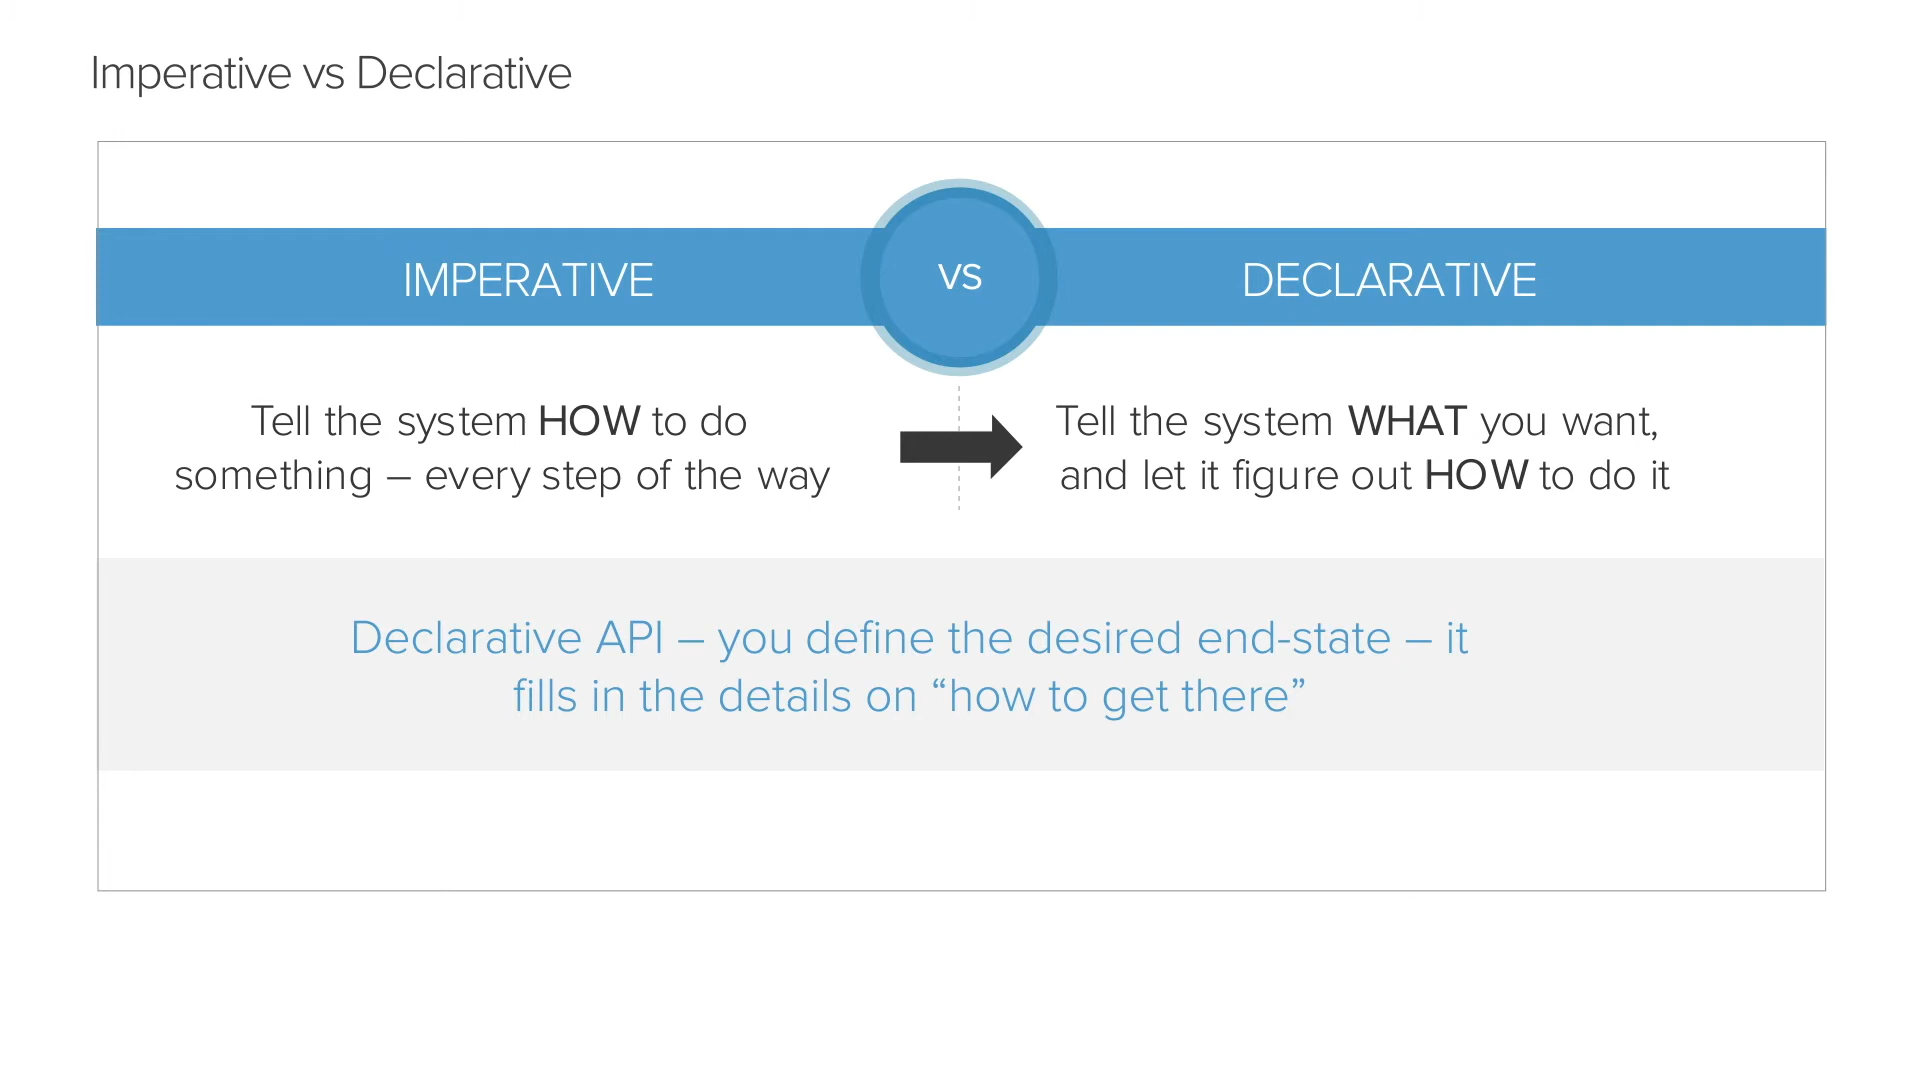 Imperative vs Declarative
IMPERATIVE
VS
DECLARATIVE
Tell the system HOW to do
something – every step of the way
Tell the system WHAT you want,
and let it figure out HOW to do it
Declarative API – you define the desired end-state – it
fills in the details on “how to get there”